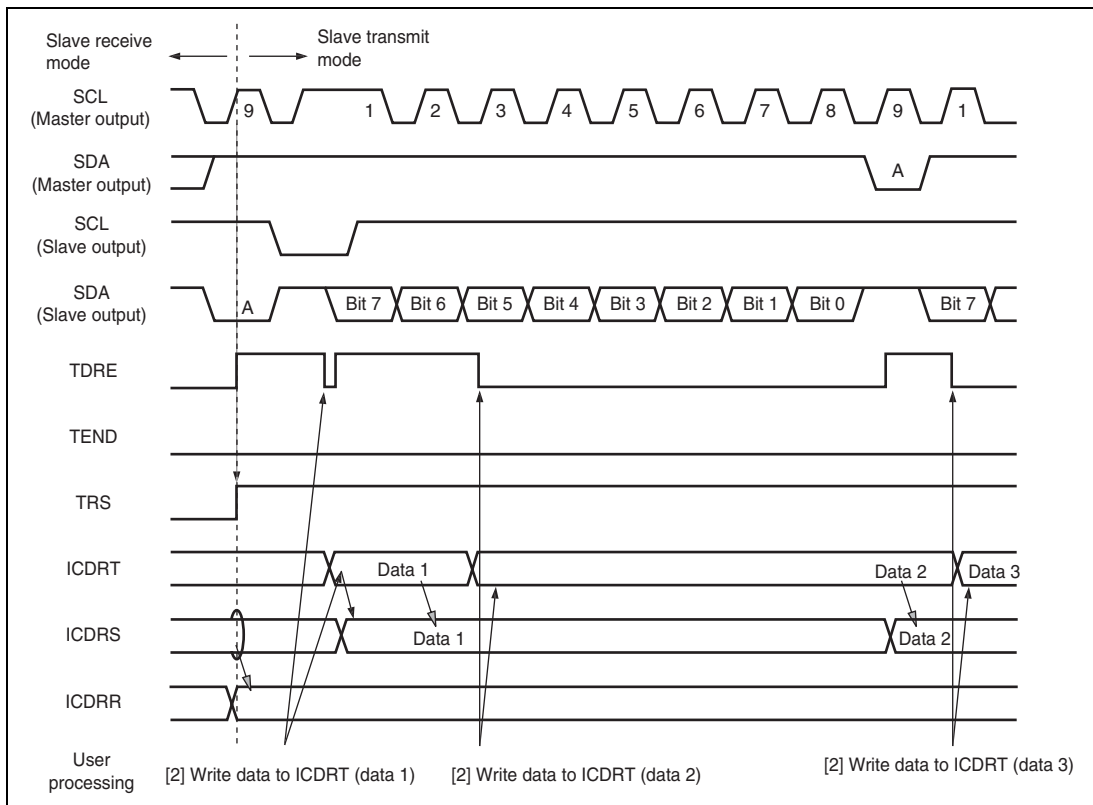 Slave receive
mode
Slave transmit
mode
SCL
(Master output)
9 1 2 3 4 5 6 7 8 9 1
SDA
(Master output)
A
SCL
(Slave output)
SDA
(Slave output)
A Bit 7 Bit 6 Bit 5 Bit 4 Bit 3 Bit 2 Bit 1 Bit 0 Bit 7
TDRE
TEND
TRS
ICDRT
Data 1 Data 2 Data 3
ICDRS
Data 1 Data 2
ICDRR
User
processing
[2] Write data to ICDRT (data 1) [2] Write data to ICDRT (data 2) [2] Write data to ICDRT (data 3)